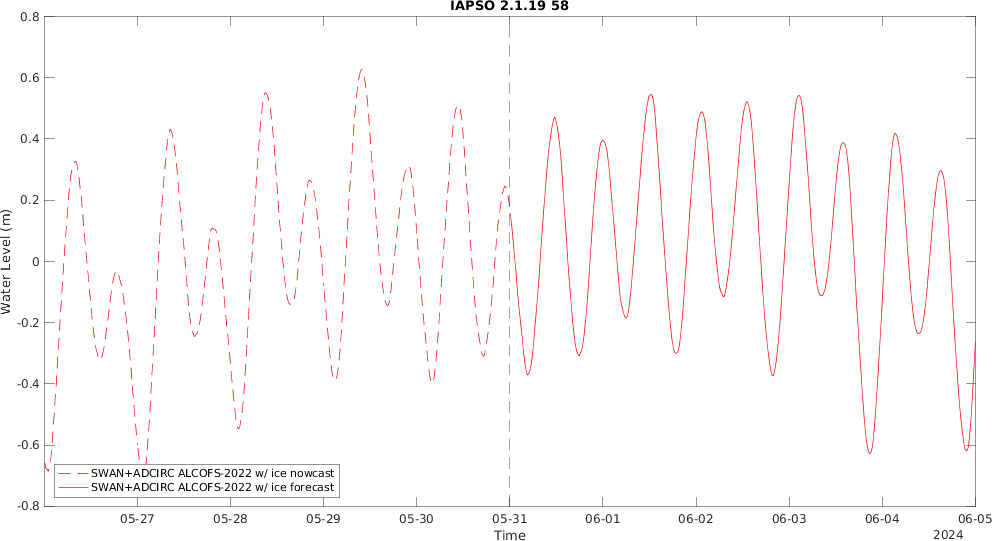 IAPSO 2.1.19 58
0.8
0.6
0.4
0.2
0
-0.2
-0.4
-0.6
-0.8
Water Level (m)
SWAN+ADCIRC ALCOFS-2022 w/ ice nowcast
SWAN+ADCIRC ALCOFS-2022 w/ ice forecast
05-27 05-28 05-29 05-30 05-31 06-01 06-02 06-03 06-04 06-05
Time
2024